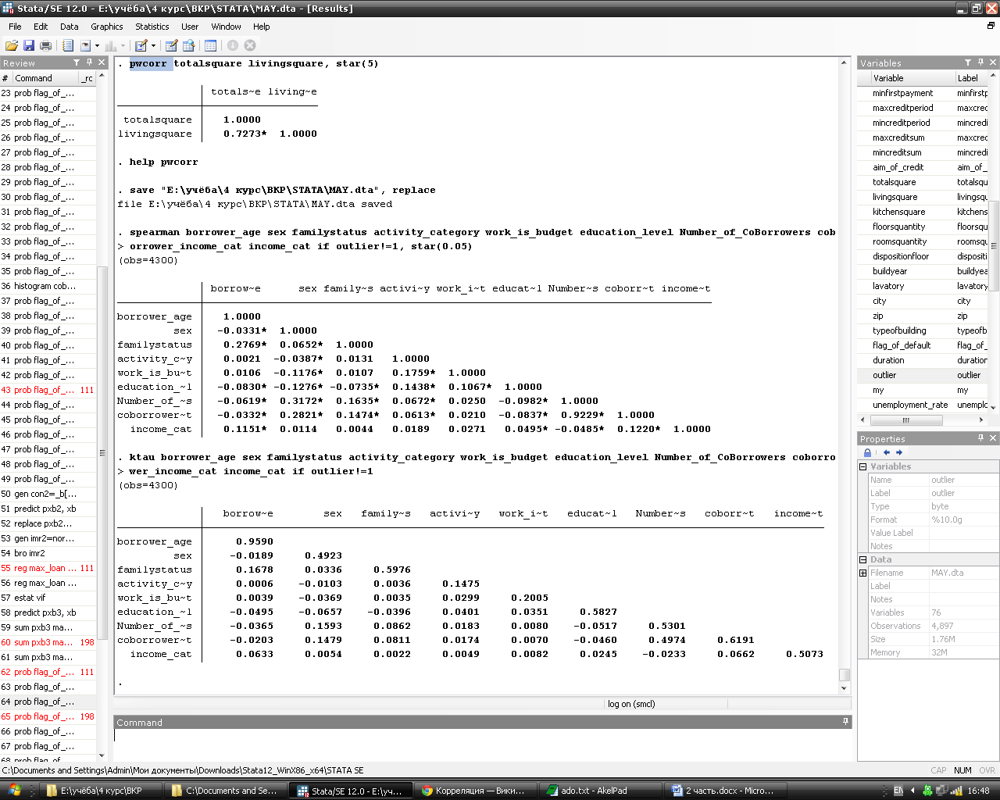 Stata/SE 12.0 - E:\учёба\4 курс\ВКР\STATA\MAY.dta - [Results]
File Edit Data Graphics Statistics User Window Help
Review
# Command _rc
23 prob flag_of_...
24 prob flag_of_...
25 prob flag_of_...
26 prob flag_of_...
27 prob flag_of_...
28 prob flag_of_...
29 prob flag_of_...
30 prob flag_of_...
31 prob flag_of_...
32 prob flag_of_...
33 prob flag_of_...
34 prob flag_of_...
35 prob flag_of_...
36 histogram cob...
37 prob flag_of_...
38 prob flag_of_...
39 prob flag_of_...
40 prob flag_of_...
41 prob flag_of_...
42 prob flag_of_...
43 prob flag_of_... 111
44 prob flag_of_...
45 prob flag_of_...
46 prob flag_of_...
47 prob flag_of_...
48 prob flag_of_...
49 prob flag_of_...
50 gen con2=_b[...
51 predict pxb2, xb
52 replace pxb2...
53 gen imr2=nor...
54 bro imr2
55 reg max_loan ... 111
56 reg max_loan ...
57 estat vif
58 predict pxb3, xb
59 sum pxb3 ma...
60 sum pxb3 ma... 198
61 sum pxb3 ma...
62 prob flag_of_... 111
63 prob flag_of_...
64 prob flag_of_...
65 prob flag_of_... 198
66 prob flag_of_...
67 prob flag_of_...
68 prob flag_of_...
. pwcorr totalsquare livingsquare, star(5)
totals~e living~e
totalsquare 1.0000
livingsquare 0.7273* 1.0000
. help pwcorr
. save "E:\учёба\4 курс\ВКР\STATA\MAY.dta", replace
file E:\учёба\4 курс\ВКР\STATA\MAY.dta saved
. spearman borrower_age sex familystatus activity_category work_is_budget education_level Number_of_CoBorrowers cob
> orrower_income_cat income_cat if outlier!=1, star(0.05)
(obs=4300)
borrow~e sex family~s activi~y work_i~t educat~l Number~s coborr~t income~t
borrower_age 1.0000
sex -0.0331* 1.0000
familystatus 0.2769* 0.0652* 1.0000
activity_c~y 0.0021 -0.0387* 0.0131 1.0000
work_is_bu~t 0.0106 -0.1176* 0.0107 0.1759* 1.0000
education_~l -0.0830* -0.1276* -0.0735* 0.1438* 0.1067* 1.0000
Number_of_~s -0.0619* 0.3172* 0.1635* 0.0672* 0.0250 -0.0982* 1.0000
coborrower~t -0.0332* 0.2821* 0.1474* 0.0613* 0.0210 -0.0837* 0.9229* 1.0000
income_cat 0.1151* 0.0114 0.0044 0.0189 0.0271 0.0495* -0.0485* 0.1220* 1.0000
. ktau borrower_age sex familystatus activity_category work_is_budget education_level Number_of_CoBorrowers coborro
> wer_income_cat income_cat if outlier!=1
(obs=4300)
borrow~e sex family~s activi~y work_i~t educat~l Number~s coborr~t income~t
borrower_age 0.9590
sex -0.0189 0.4923
familystatus 0.1678 0.0336 0.5976
activity_c~y 0.0006 -0.0103 0.0036 0.1475
work_is_bu~t 0.0039 -0.0369 0.0035 0.0299 0.2005
education_~l -0.0495 -0.0657 -0.0396 0.0401 0.0351 0.5827
Number_of_~s -0.0365 0.1593 0.0862 0.0183 0.0080 -0.0517 0.5301
coborrower~t -0.0203 0.1479 0.0811 0.0174 0.0070 -0.0460 0.4974 0.6191
income_cat 0.0633 0.0054 0.0022 0.0049 0.0082 0.0245 -0.0233 0.0662 0.5073
.
log on (smcl)
Command
Variables
Variable Label
minfirstpayment minfirstp
maxcreditperiod maxcred
mincreditperiod mincredi
maxcreditsum maxcred
mincreditsum mincredi
aim_of_credit aim_of_
totalsquare totalsqu
livingsquare livingsq
kitchensquare kitchens
floorsquantity floorsqu
roomsquantity roomsqu
dispositionfloor dispositi
buildyear buildyea
lavatory lavatory
city city
zip zip
typeofbuilding typeofb
flag_of_default flag_of_
duration duration
outlier outlier
my my
unemployment_rate unemplo
Properties
Variables
Name outlier
Label outlier
Type byte
Format %10.0g
Value Label
Notes
Data
Filename MAY.dta
Label
Notes
Variables 76
Observations 4,897
Size 1.76M
Memory 32M
C:\Documents and Settings\Admin\Мои документы\Downloads\Stata12_WinX86_x64\STATA SE
CAP NUM OVR
E:\учёба\4 курс\ВКР
C:\Documents and Se...
Stata/SE 12.0 - E:\уч...
Корреляция — Вики...
ado.txt - AkelPad
2 часть.docx - Micro...
EN
16:48